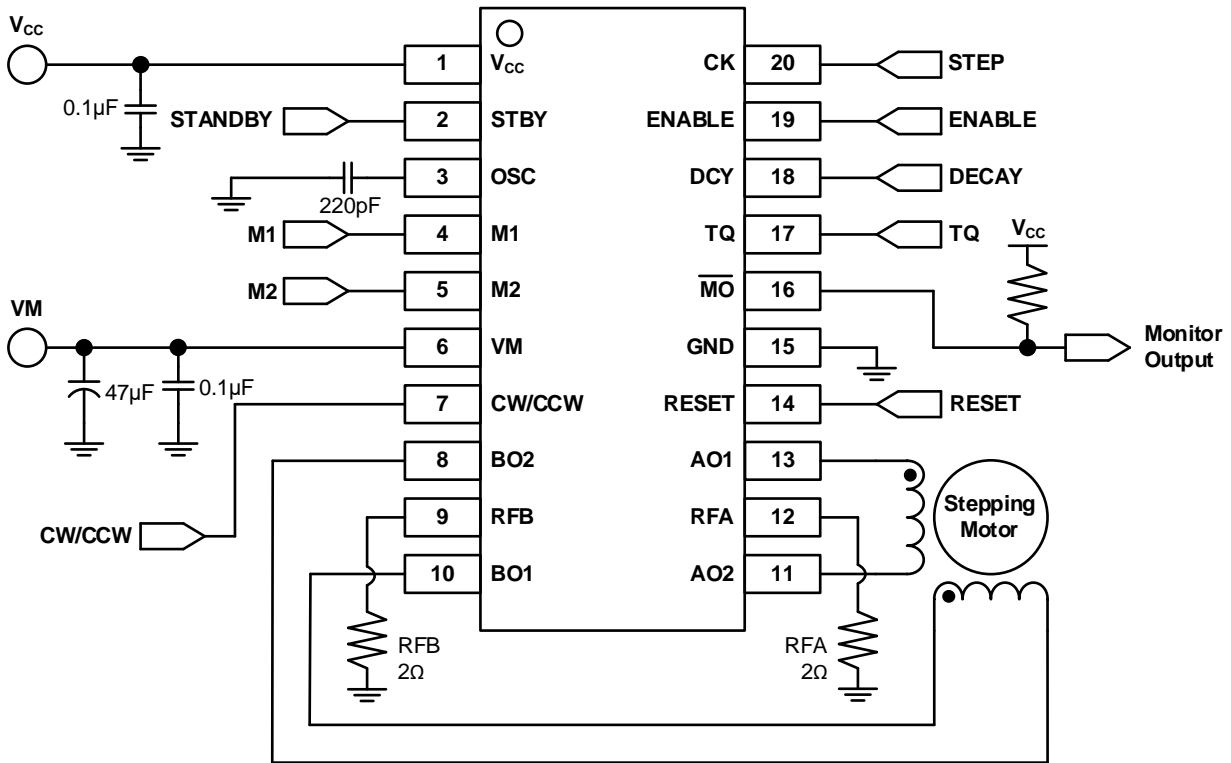 V_CC
1
V_CC
CK
20
STEP
0.1µF
STANDBY
2
STBY
ENABLE
19
ENABLE
3
OSC
DCY
18
DECAY
220pF
M1
4
M1
TQ
17
TQ
V_CC
M2
5
M2
MO
16
VM
6
VM
GND
15
Monitor
Output
47µF
0.1µF
7
CW/CCW
RESET
14
RESET
8
BO2
AO1
13
CW/CCW
9
RFB
RFA
12
Stepping
Motor
10
BO1
AO2
11
RFB
2Ω
RFA
2Ω